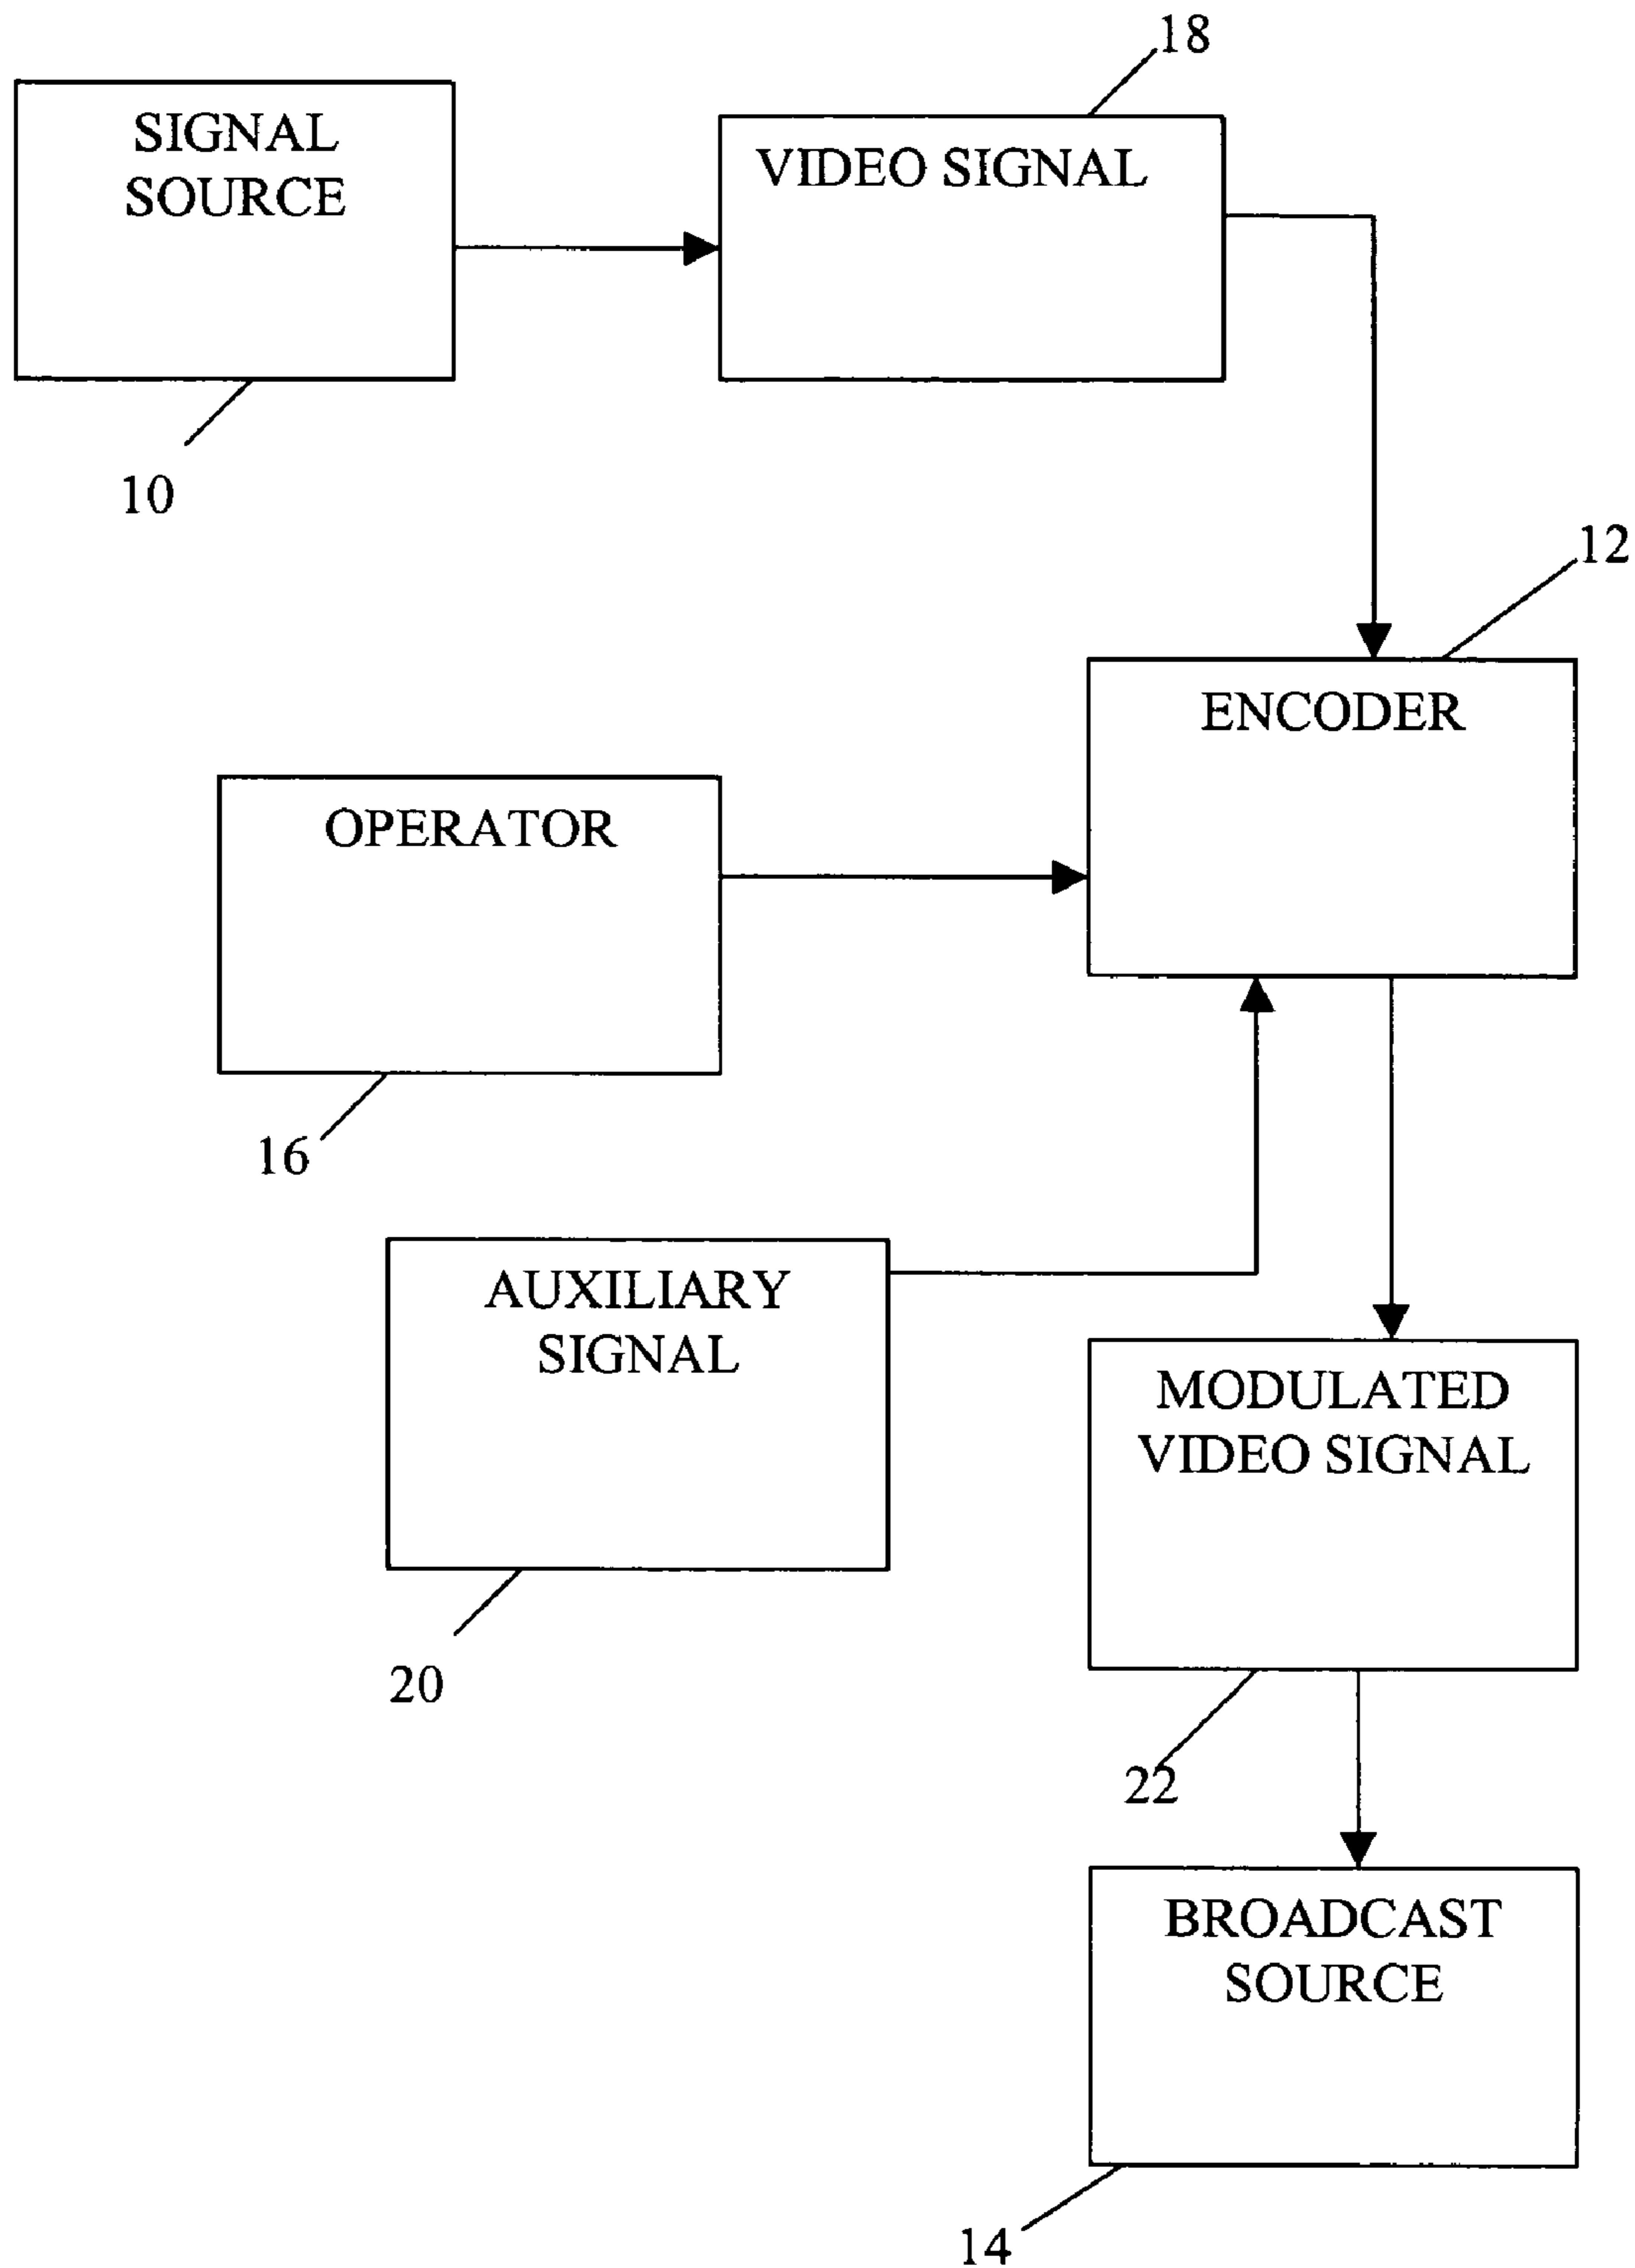 18
SIGNAL
SOURCE
VIDEO SIGNAL
10
12
ENCODER
OPERATOR
16
AUXILIARY
SIGNAL
MODULATED
VIDEO SIGNAL
20
22
BROADCAST
SOURCE
14